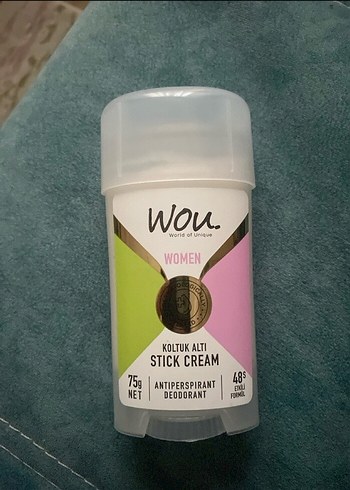 Wou.
World of Unique
WOMEN
KOLTUK ALTI
STICK CREAM
75g
NET
ANTIPERSPIRANT
DEODORANT
48S
ETKİLİ
FORMÜL